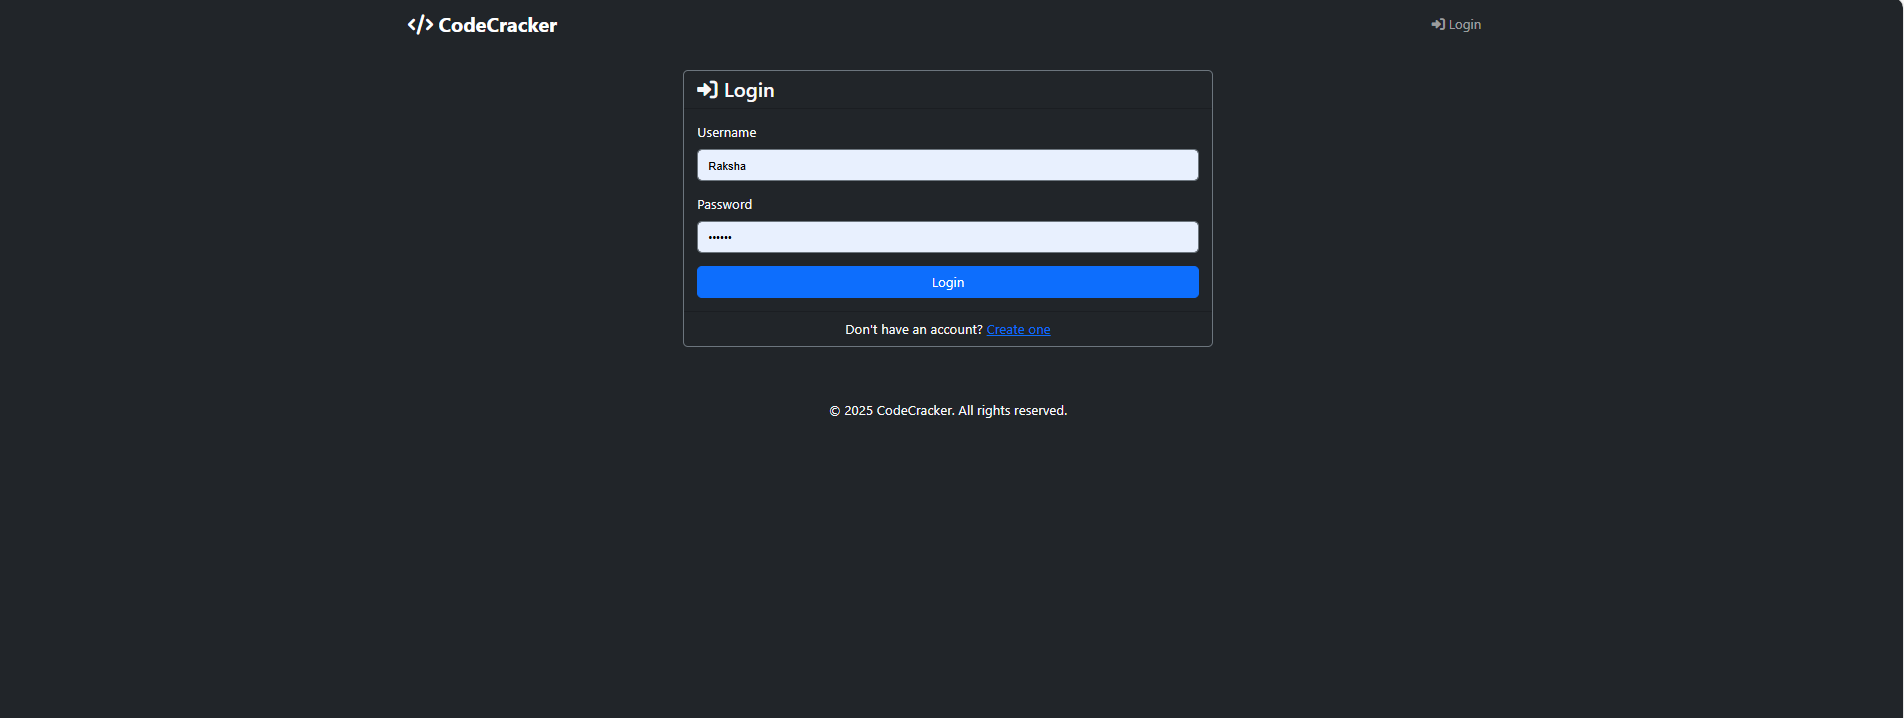 CodeCracker
Login
Login
Username
Raksha
Password
••••••
Login
Don't have an account? Create one
© 2025 CodeCracker. All rights reserved.